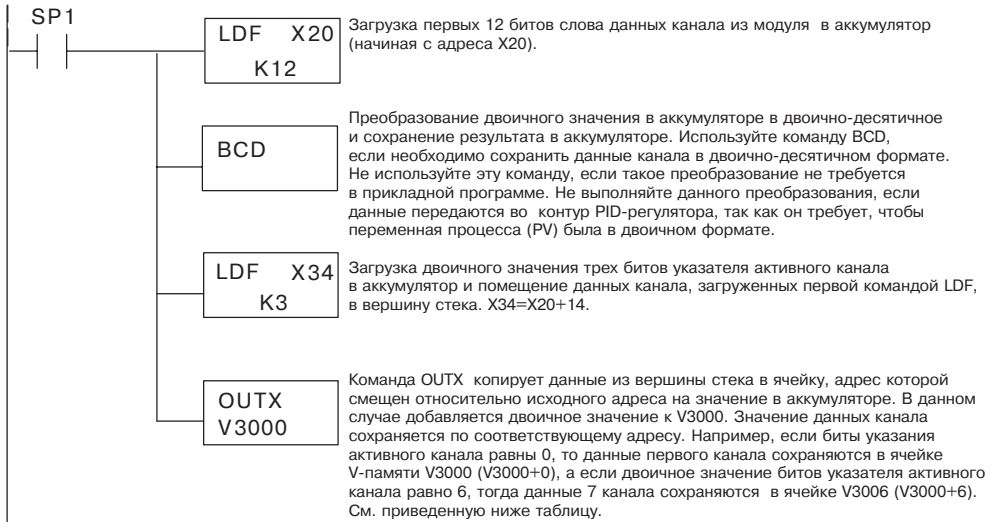 SP1
LDF X20
K12
Загрузка первых 12 битов слова данных канала из модуля в аккумулятор
(начиная с адреса X20).
BCD
Преобразование двоичного значения в аккумуляторе в двоично-десятичное
и сохранение результата в аккумуляторе. Используйте команду BCD,
если необходимо сохранить данные канала в двоично-десятичном формате.
Не используйте эту команду, если такое преобразование не требуется
в прикладной программе. Не выполняйте данного преобразования, если
данные передаются во контур PID-регулятора, так как он требует, чтобы
переменная процесса (PV) была в двоичном формате.
LDF X34
K3
Загрузка двоичного значения трех битов указателя активного канала
в аккумулятор и помещение данных канала, загруженных первой командой LDF,
в вершину стека. X34=X20+14.
OUTX
V3000
Команда OUTX копирует данные из вершины стека в ячейку, адрес которой
смещен относительно исходного адреса на значение в аккумуляторе. В данном
случае добавляется двоичное значение к V3000. Значение данных канала
сохраняется по соответствующему адресу. Например, если биты указания
активного канала равны 0, то данные первого канала сохраняются в ячейке
V-памяти V3000 (V3000+0), а если двоичное значение битов указателя активного
канала равно 6, тогда данные 7 канала сохраняются в ячейке V3006 (V3000+6).
См. приведенную ниже таблицу.